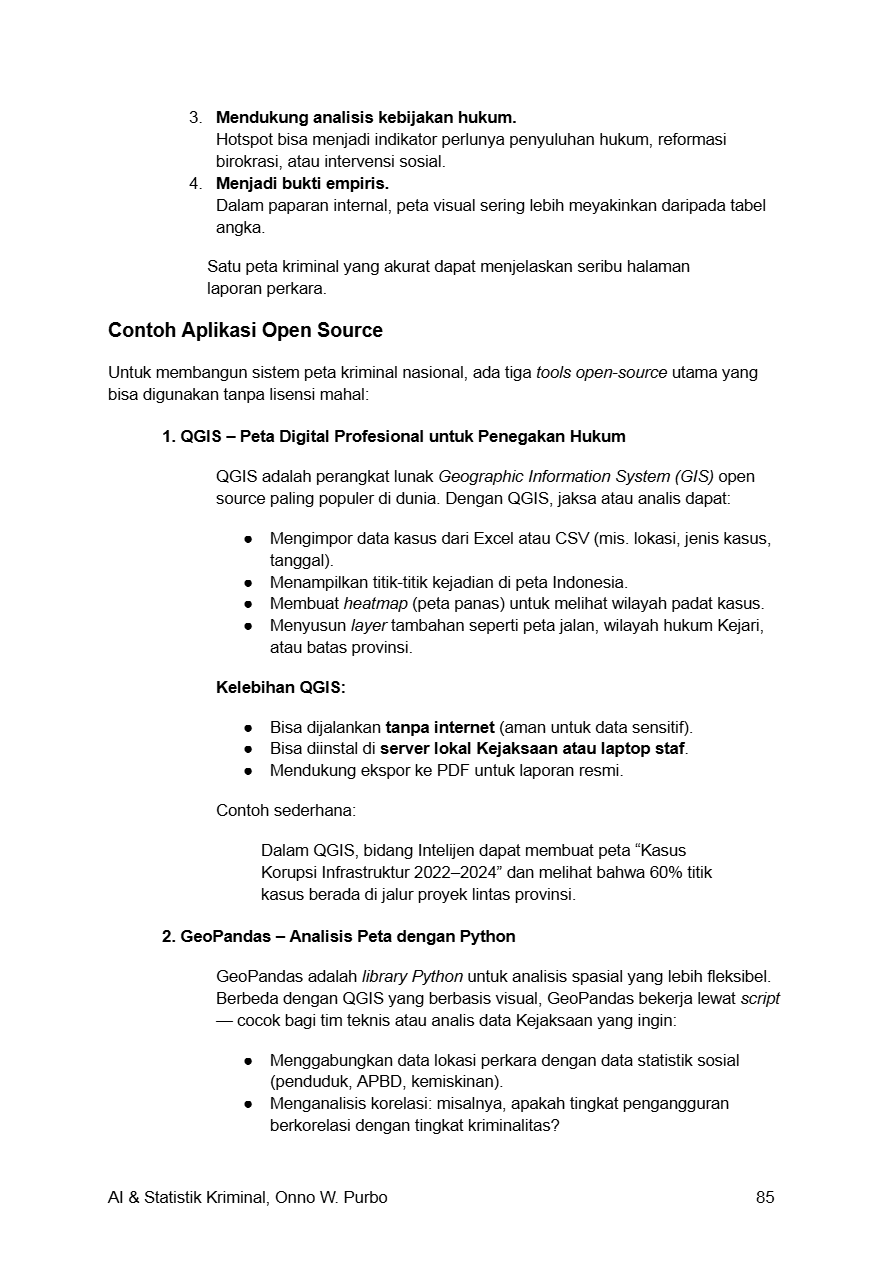 3. Mendukung analisis kebijakan hukum.
Hotspot bisa menjadi indikator perlunya penyuluhan hukum, reformasi
birokrasi, atau intervensi sosial.
4. Menjadi bukti empiris.
Dalam paparan internal, peta visual sering lebih meyakinkan daripada tabel
angka.
Satu peta kriminal yang akurat dapat menjelaskan seribu halaman
laporan perkara.
Contoh Aplikasi Open Source
Untuk membangun sistem peta kriminal nasional, ada tiga tools open-source utama yang
bisa digunakan tanpa lisensi mahal:
1. QGIS – Peta Digital Profesional untuk Penegakan Hukum
QGIS adalah perangkat lunak Geographic Information System (GIS) open
source paling populer di dunia. Dengan QGIS, jaksa atau analis dapat:
● Mengimpor data kasus dari Excel atau CSV (mis. lokasi, jenis kasus,
tanggal).
● Menampilkan titik-titik kejadian di peta Indonesia.
● Membuat heatmap (peta panas) untuk melihat wilayah padat kasus.
● Menyusun layer tambahan seperti peta jalan, wilayah hukum Kejari,
atau batas provinsi.
Kelebihan QGIS:
● Bisa dijalankan tanpa internet (aman untuk data sensitif).
● Bisa diinstal di server lokal Kejaksaan atau laptop staf.
● Mendukung ekspor ke PDF untuk laporan resmi.
Contoh sederhana:
Dalam QGIS, bidang Intelijen dapat membuat peta “Kasus
Korupsi Infrastruktur 2022–2024” dan melihat bahwa 60% titik
kasus berada di jalur proyek lintas provinsi.
2. GeoPandas – Analisis Peta dengan Python
GeoPandas adalah library Python untuk analisis spasial yang lebih fleksibel.
Berbeda dengan QGIS yang berbasis visual, GeoPandas bekerja lewat script
— cocok bagi tim teknis atau analis data Kejaksaan yang ingin:
● Menggabungkan data lokasi perkara dengan data statistik sosial
(penduduk, APBD, kemiskinan).
● Menganalisis korelasi: misalnya, apakah tingkat pengangguran
berkorelasi dengan tingkat kriminalitas?
AI & Statistik Kriminal, Onno W. Purbo 85